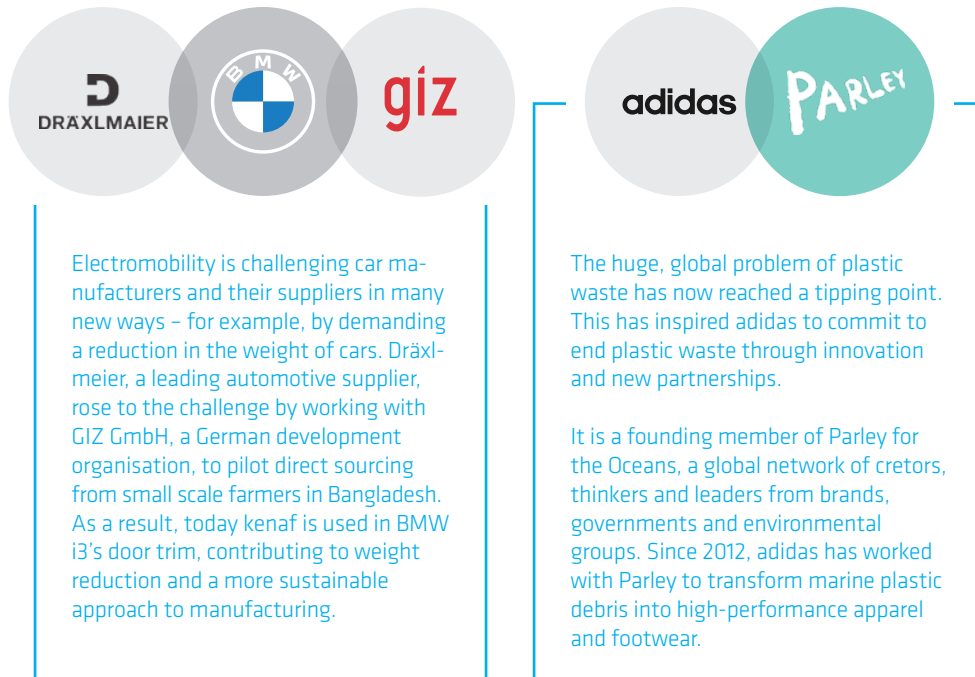 DRÄXLMAIER
BMW
giz
adidas
PARLEY
Electromobility is challenging car ma-
nufacturers and their suppliers in many
new ways – for example, by demanding
a reduction in the weight of cars. Dräxl-
meier, a leading automotive supplier,
rose to the challenge by working with
GIZ GmbH, a German development
organisation, to pilot direct sourcing
from small scale farmers in Bangladesh.
As a result, today kenaf is used in BMW
i3's door trim, contributing to weight
reduction and a more sustainable
approach to manufacturing.
The huge, global problem of plastic
waste has now reached a tipping point.
This has inspired adidas to commit to
end plastic waste through innovation
and new partnerships.
It is a founding member of Parley for
the Oceans, a global network of cretors,
thinkers and leaders from brands,
governments and environmental
groups. Since 2012, adidas has worked
with Parley to transform marine plastic
debris into high-performance apparel
and footwear.